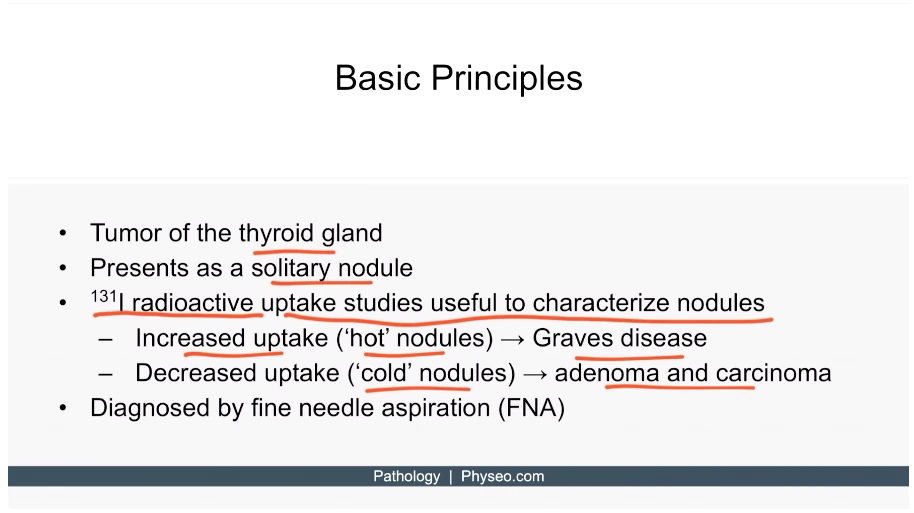 Basic Principles
• Tumor of the thyroid gland
• Presents as a solitary nodule
• ¹³¹I radioactive uptake studies useful to characterize nodules
– Increased uptake (‘hot’ nodules) → Graves disease
– Decreased uptake (‘cold’ nodules) → adenoma and carcinoma
• Diagnosed by fine needle aspiration (FNA)
Pathology | Physeo.com